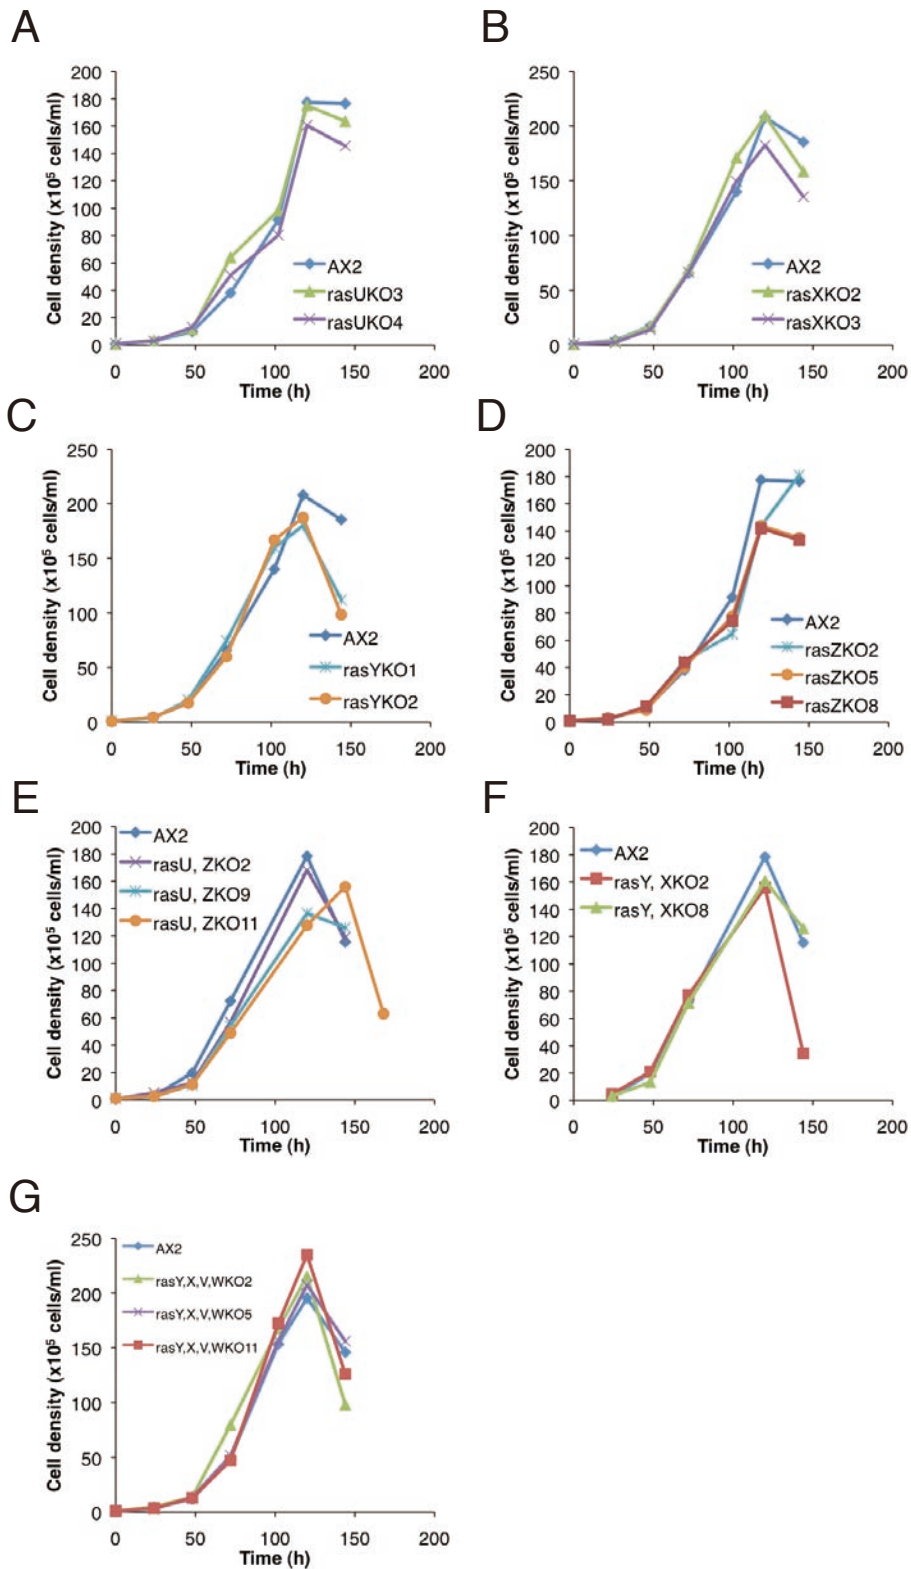 A
Cell density (x10⁵ cells/ml)
200
180
160
140
120
100
80
60
40
20
0
AX2
rasUKO3
rasUKO4
0 50 100 150 200
Time (h)
B
Cell density (x10⁵ cells/ml)
250
200
150
100
50
0
AX2
rasXKO2
rasXKO3
0 50 100 150 200
Time (h)
C
Cell density (x10⁵ cells/ml)
250
200
150
100
50
0
AX2
rasYKO1
rasYKO2
0 50 100 150 200
Time (h)
D
Cell density (x10⁵ cells/ml)
200
180
160
140
120
100
80
60
40
20
0
AX2
rasZKO2
rasZKO5
rasZKO8
0 50 100 150 200
Time (h)
E
Cell density (x10⁵ cells/ml)
200
180
160
140
120
100
80
60
40
20
0
AX2
rasU, ZKO2
rasU, ZKO9
rasU, ZKO11
0 50 100 150 200
Time (h)
F
Cell density (x10⁵ cells/ml)
200
180
160
140
120
100
80
60
40
20
0
AX2
rasY, XKO2
rasY, XKO8
0 50 100 150 200
Time (h)
G
Cell density (x10⁵ cells/ml)
250
200
150
100
50
0
AX2
rasY,X,V,WKO2
rasY,X,V,WKO5
rasY,X,V,WKO11
0 50 100 150 200
Time (h)